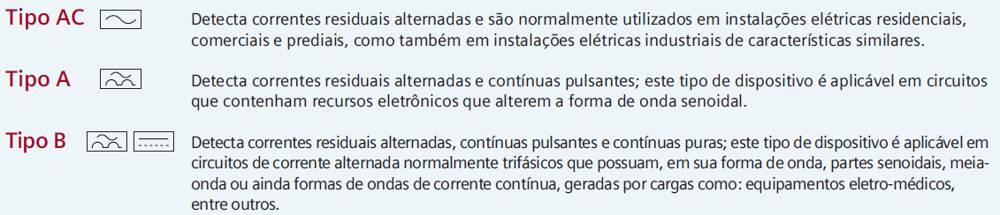 Tipo AC Detecta correntes residuais alternadas e são normalmente utilizados em instalações elétricas residenciais,
comerciais e prediais, como também em instalações elétricas industriais de características similares.
Tipo A Detecta correntes residuais alternadas e contínuas pulsantes; este tipo de dispositivo é aplicável em circuitos
que contenham recursos eletrônicos que alterem a forma de onda senoidal.
Tipo B Detecta correntes residuais alternadas, contínuas pulsantes e contínuas puras; este tipo de dispositivo é aplicável em
circuitos de corrente alternada normalmente trifásicos que possuam, em sua forma de onda, partes senoidais, meia-
onda ou ainda formas de ondas de corrente contínua, geradas por cargas como: equipamentos eletro-médicos,
entre outros.